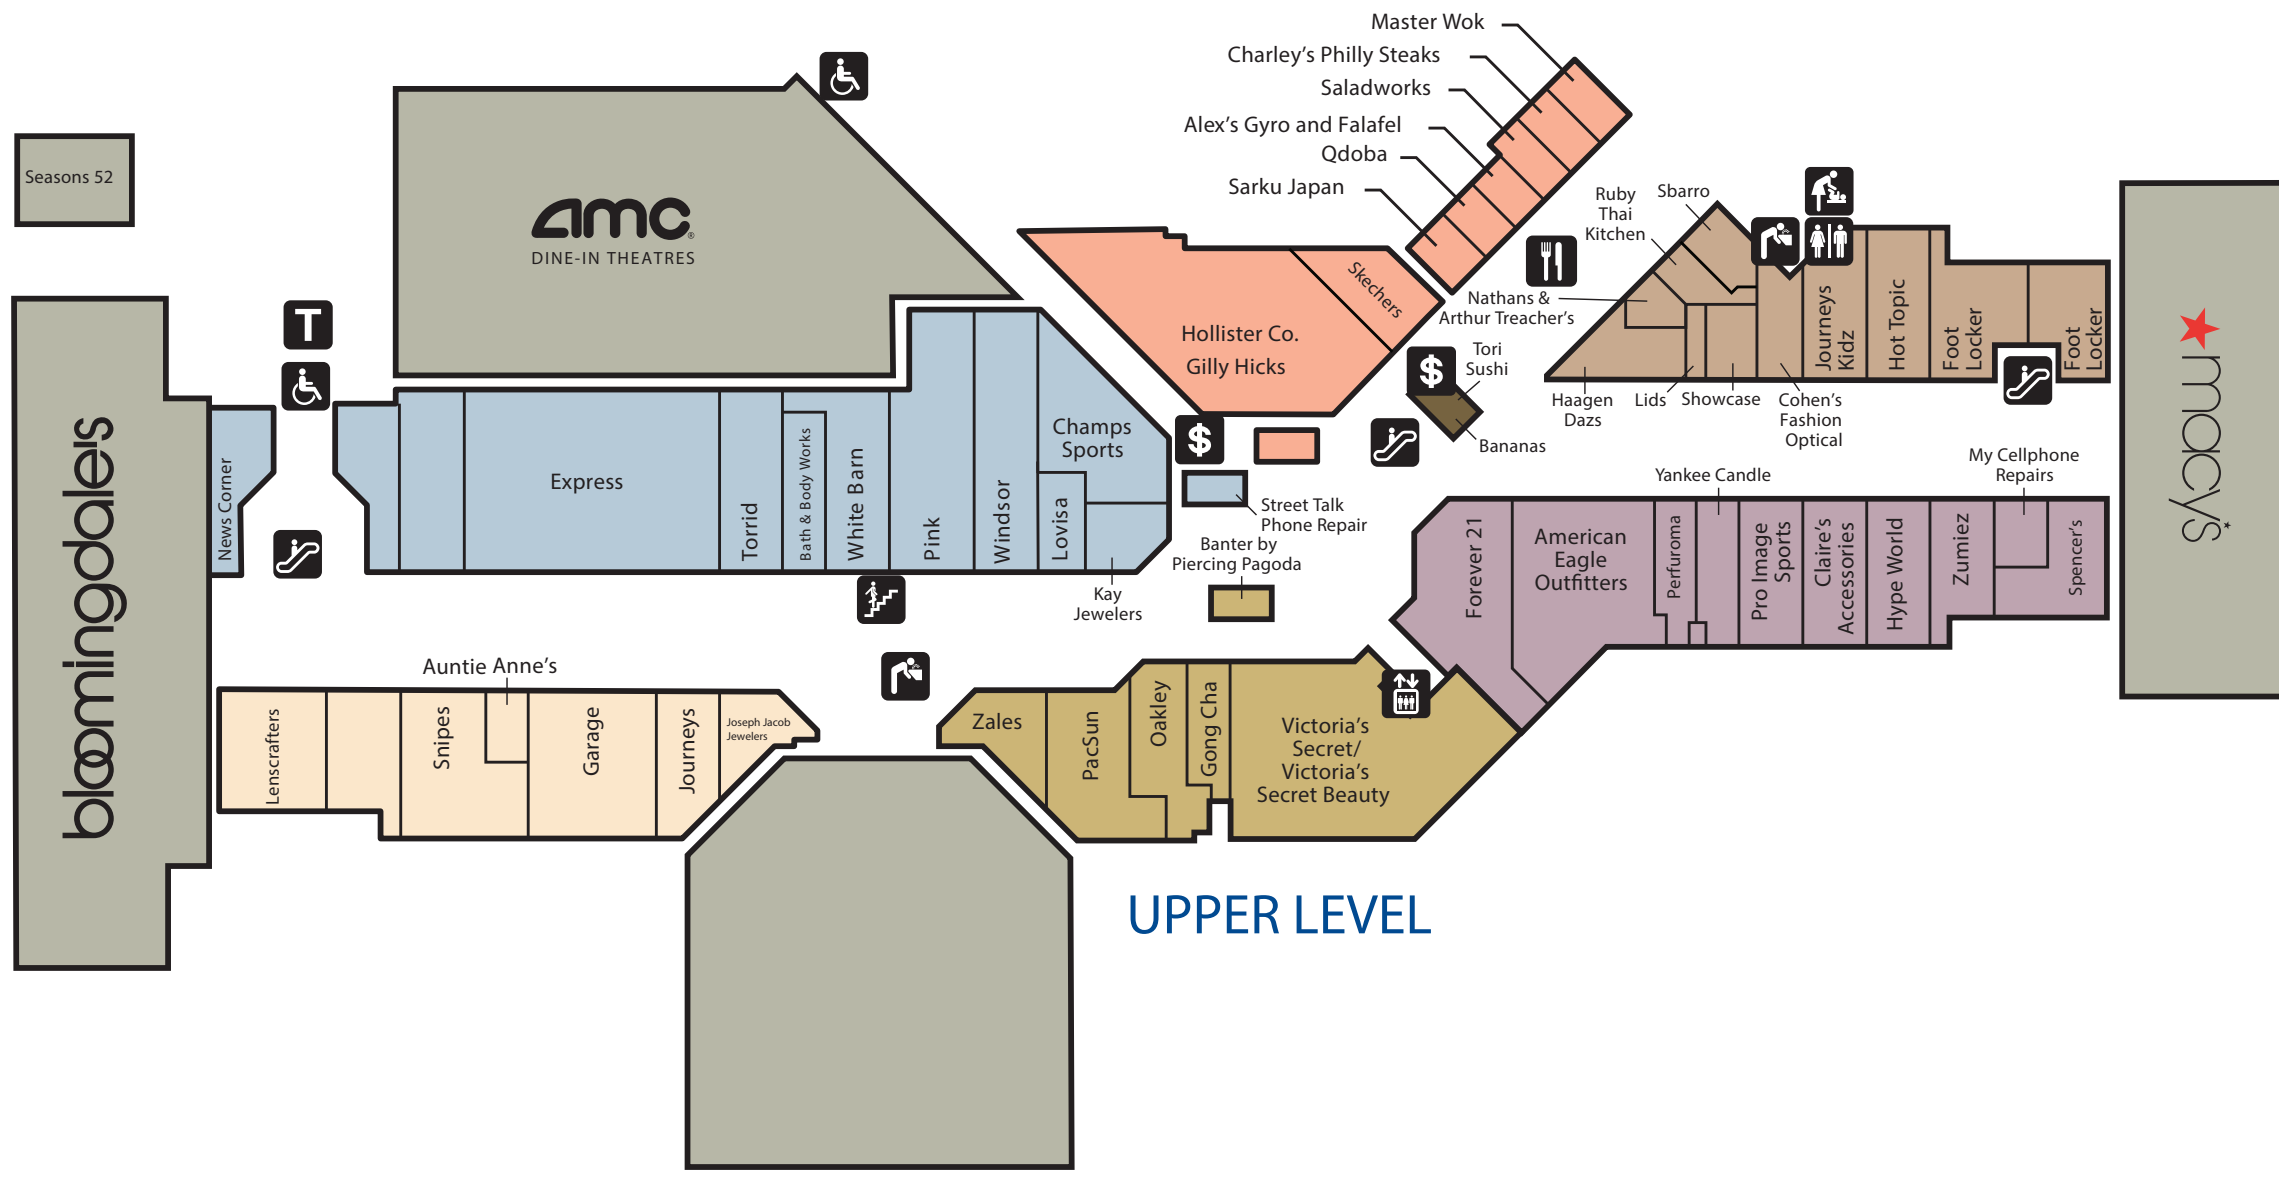 Master Wok
Charley's Philly Steaks
Saladworks
Alex's Gyro and Falafel
Qdoba
Sarku Japan
Seasons 52
amc
®
DINE-IN THEATRES
Ruby
Thai
Kitchen
Sbarro
Skechers
Nathans &
Arthur Treacher's
Hollister Co.
Gilly Hicks
Tori
Sushi
Bananas
Journeys
Kidz
Hot Topic
Foot
Locker
Foot
Locker
Haagen
Dazs
Lids
Showcase
Cohen's
Fashion
Optical
★macy's
T
$
$
bloomingdales
News Corner
Express
Torrid
Bath & Body Works
White Barn
Pink
Windsor
Champs
Sports
Lovisa
Kay
Jewelers
Street Talk
Phone Repair
Banter by
Piercing Pagoda
Yankee Candle
My Cellphone
Repairs
Forever 21
American
Eagle
Outfitters
Perfuroma
Pro Image
Sports
Claire's
Accessories
Hype World
Zumiez
Spencer's
Auntie Anne's
Lenscrafters
Snipes
Garage
Journeys
Joseph Jacob
Jewelers
Zales
PacSun
Oakley
Gong Cha
Victoria's
Secret/
Victoria's
Secret Beauty
UPPER LEVEL